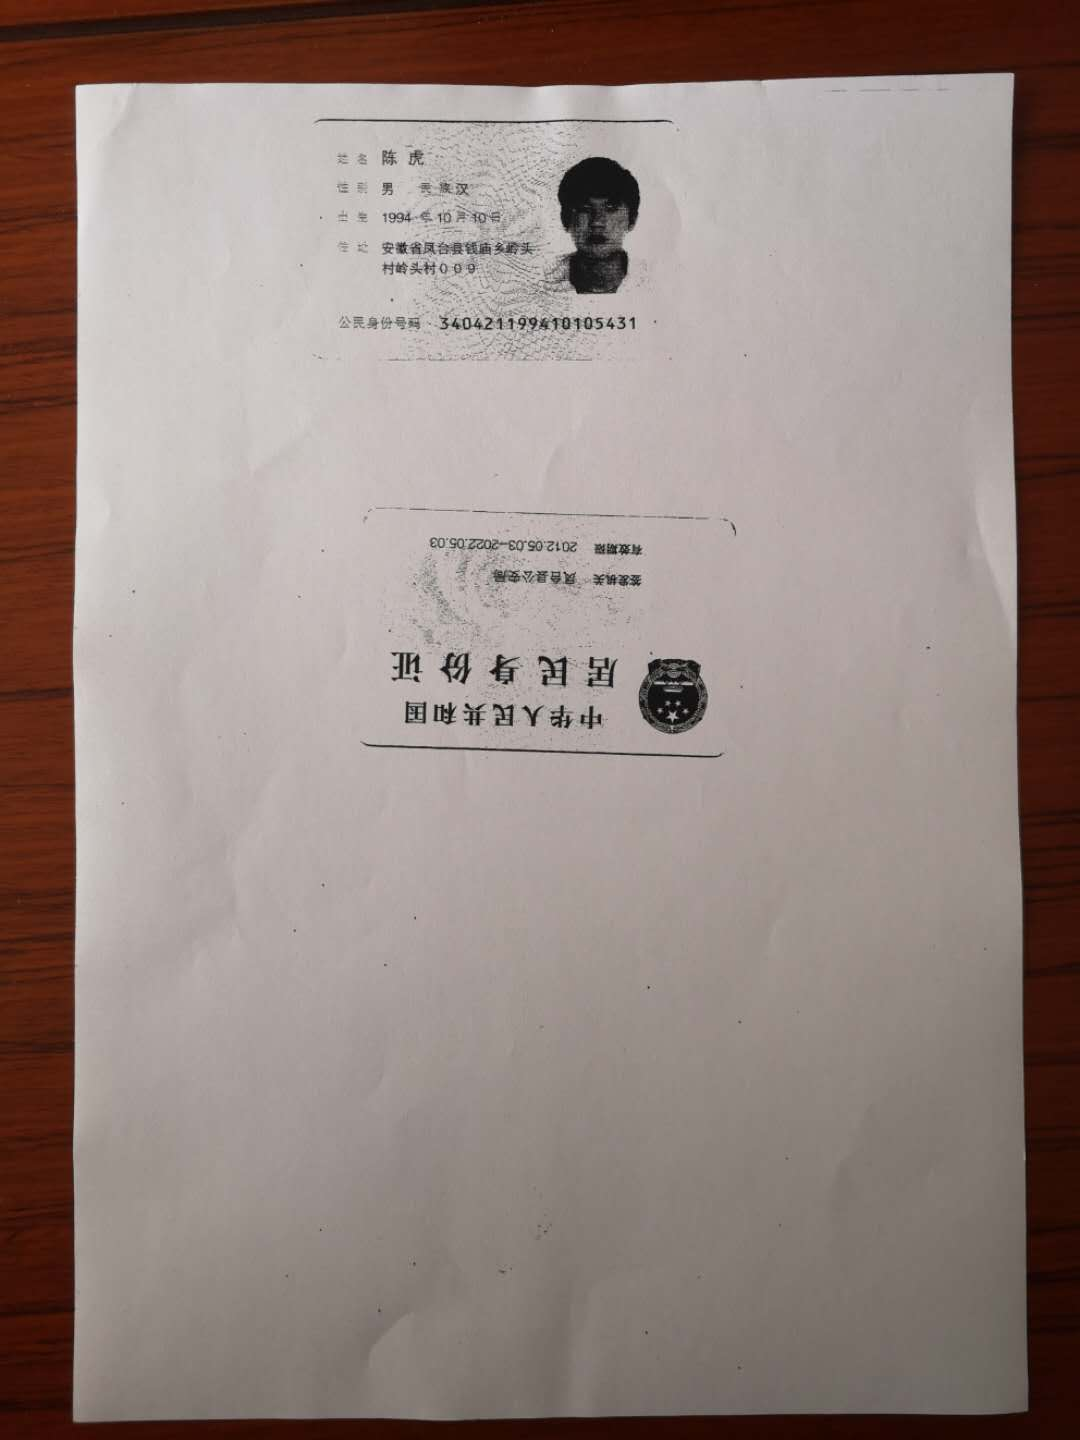 姓名 陈虎
性别 男 民族 汉
出生 1994 年 10 月 10 日
住址 安徽省凤台县钱庙乡岭头
村岭头村009
公民身份号码 340421199410105431
中华人民共和国
居民身份证
签发机关 凤台县公安局
有效期限 2012.05.03-2022.05.03